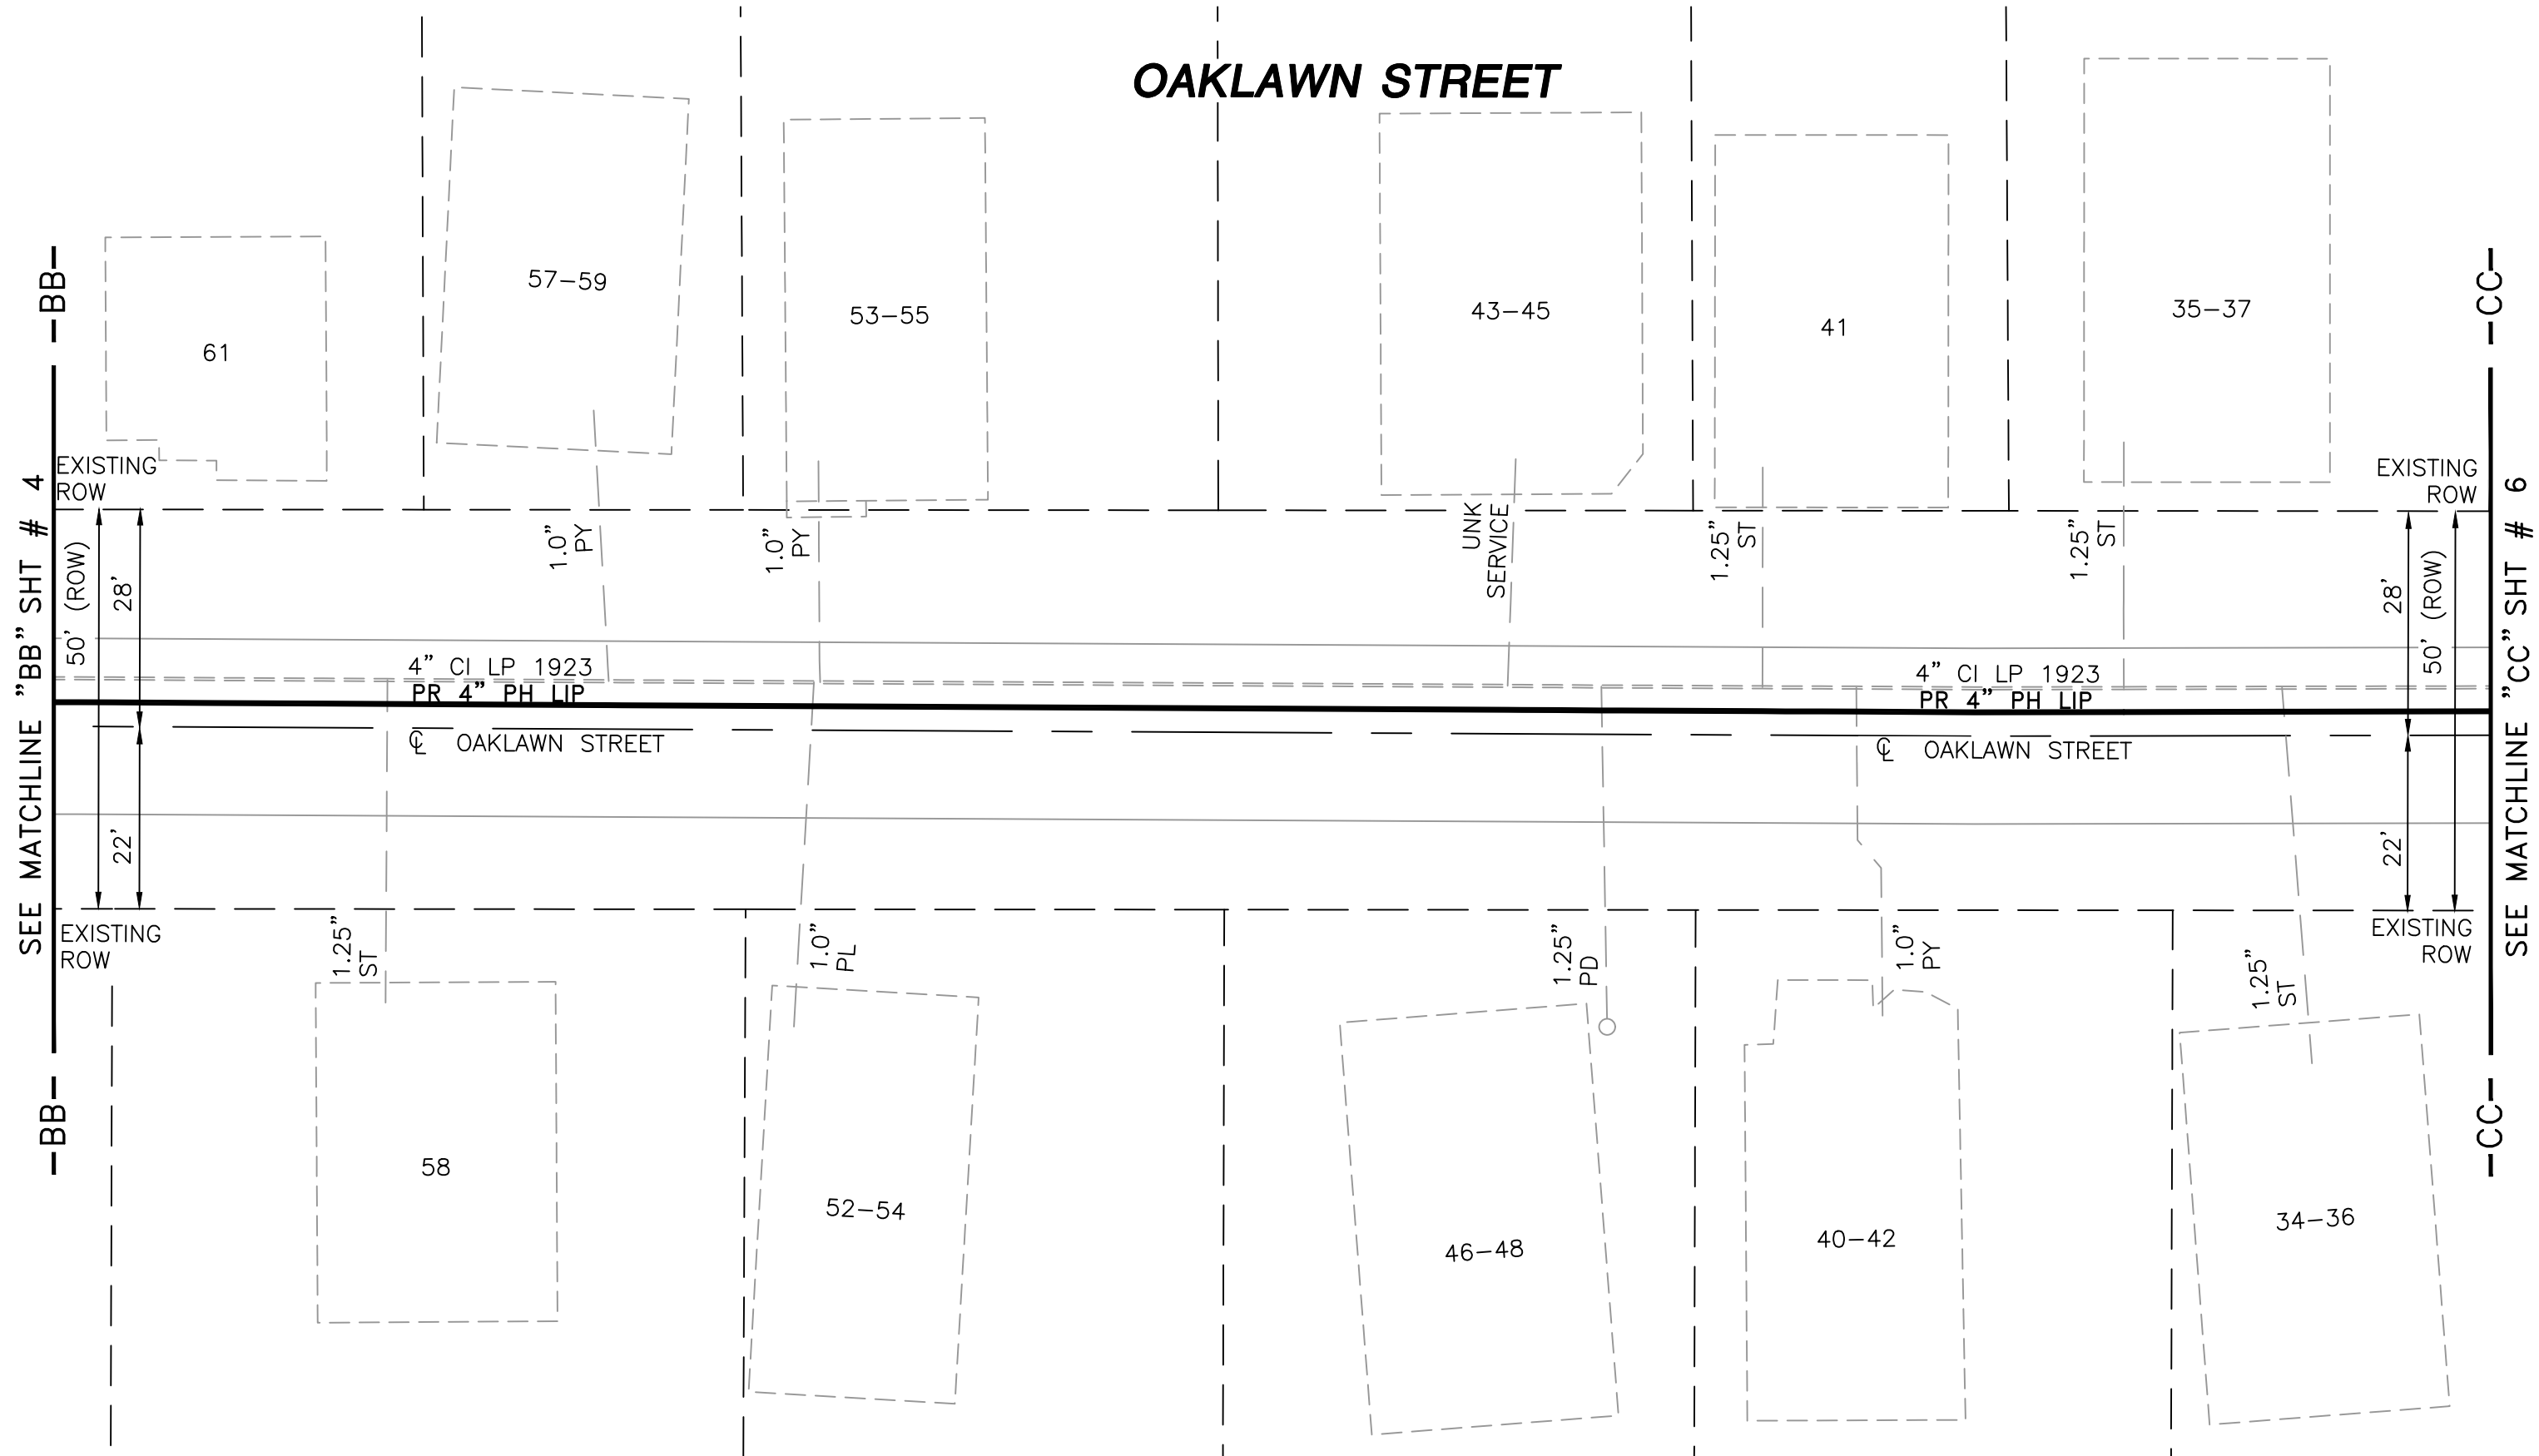 OAKLAWN STREET
BB
CC
61
57-59
53-55
43-45
41
35-37
EXISTING
ROW
EXISTING
ROW
SEE MATCHLINE "BB" SHT # 4
50' (ROW)
28'
22'
1.0"
PY
1.0"
PY
UNK
SERVICE
1.25"
ST
1.25"
ST
28'
22'
50' (ROW)
SEE MATCHLINE "CC" SHT # 6
4" CI LP 1923
PR 4" PH LIP
4" CI LP 1923
PR 4" PH LIP
℄ OAKLAWN STREET
℄ OAKLAWN STREET
EXISTING
ROW
EXISTING
ROW
1.25"
ST
1.0"
PL
1.25"
PD
1.0"
PY
1.25"
ST
BB
CC
58
52-54
46-48
40-42
34-36